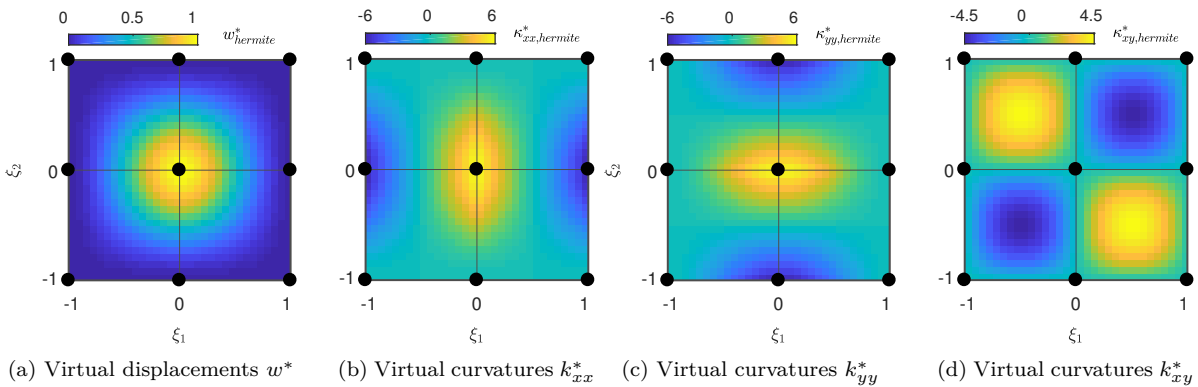 0 0.5 1 w*hermite
-6 0 6 κ*xx,hermite
-6 0 6 κ*yy,hermite
-4.5 0 4.5 κ*xy,hermite
1 1 1 1
ξ2 0 0 ξ2 0 0
-1 -1 -1 -1
-1 0 1 -1 0 1 -1 0 1 -1 0 1
ξ1 ξ1 ξ1 ξ1
(a) Virtual displacements w*
(b) Virtual curvatures k*xx
(c) Virtual curvatures k*yy
(d) Virtual curvatures k*xy